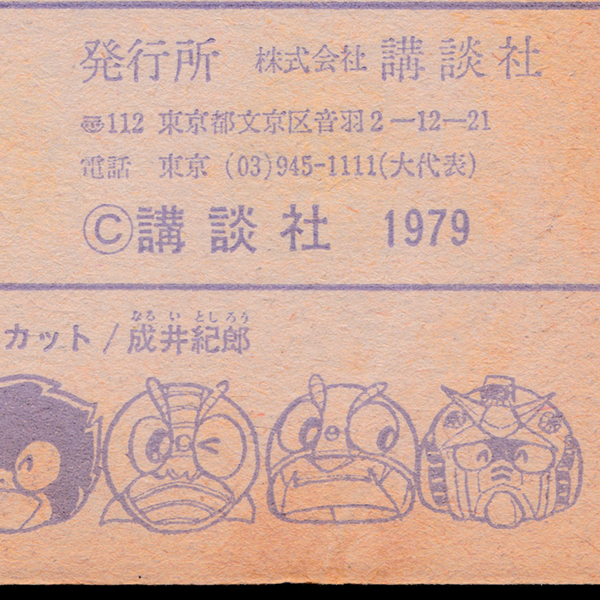 発行所 株式会社 講談社
〠112 東京都文京区音羽2―12―21
電話 東京 (03)945-1111(大代表)
©講談社 1979
なるいとしろう
カット/成井紀郎